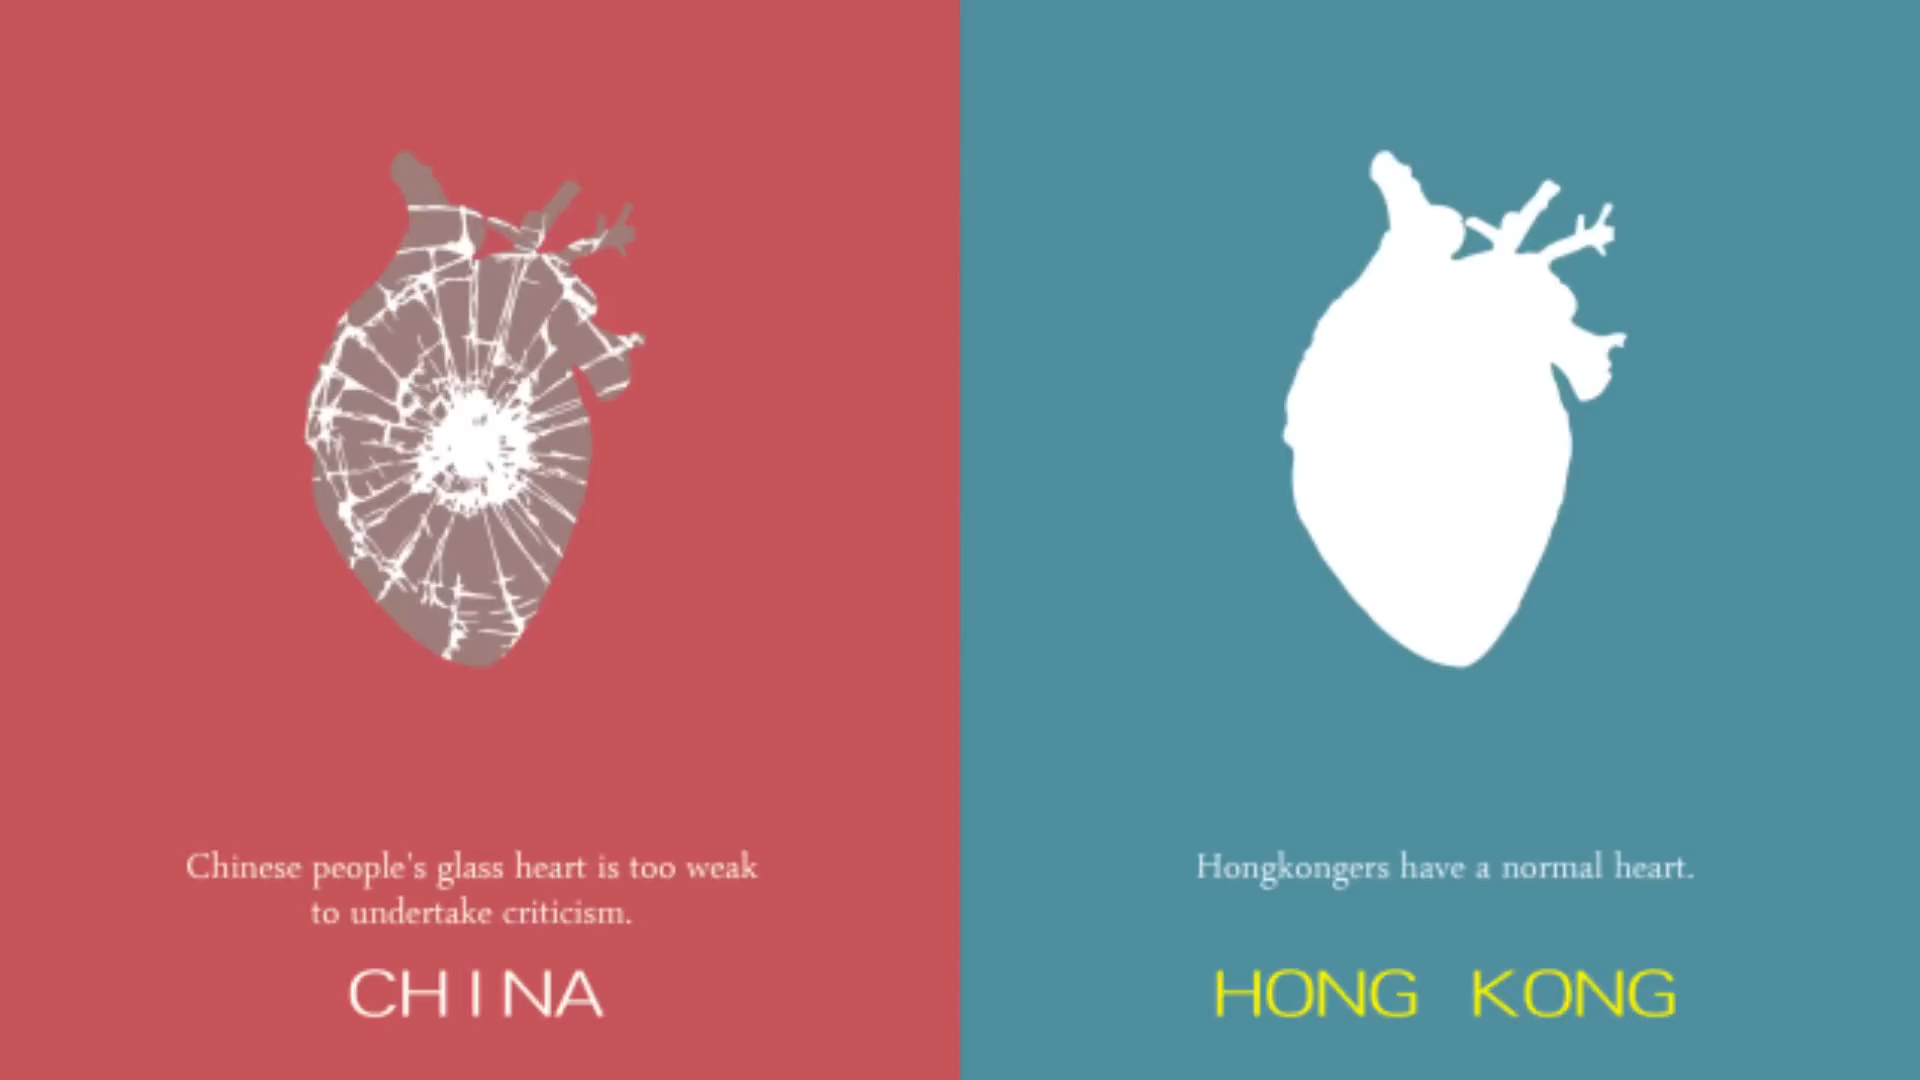 Chinese people's glass heart is too weak
to undertake criticism.
CHINA
Hongkongers have a normal heart.
HONG KONG